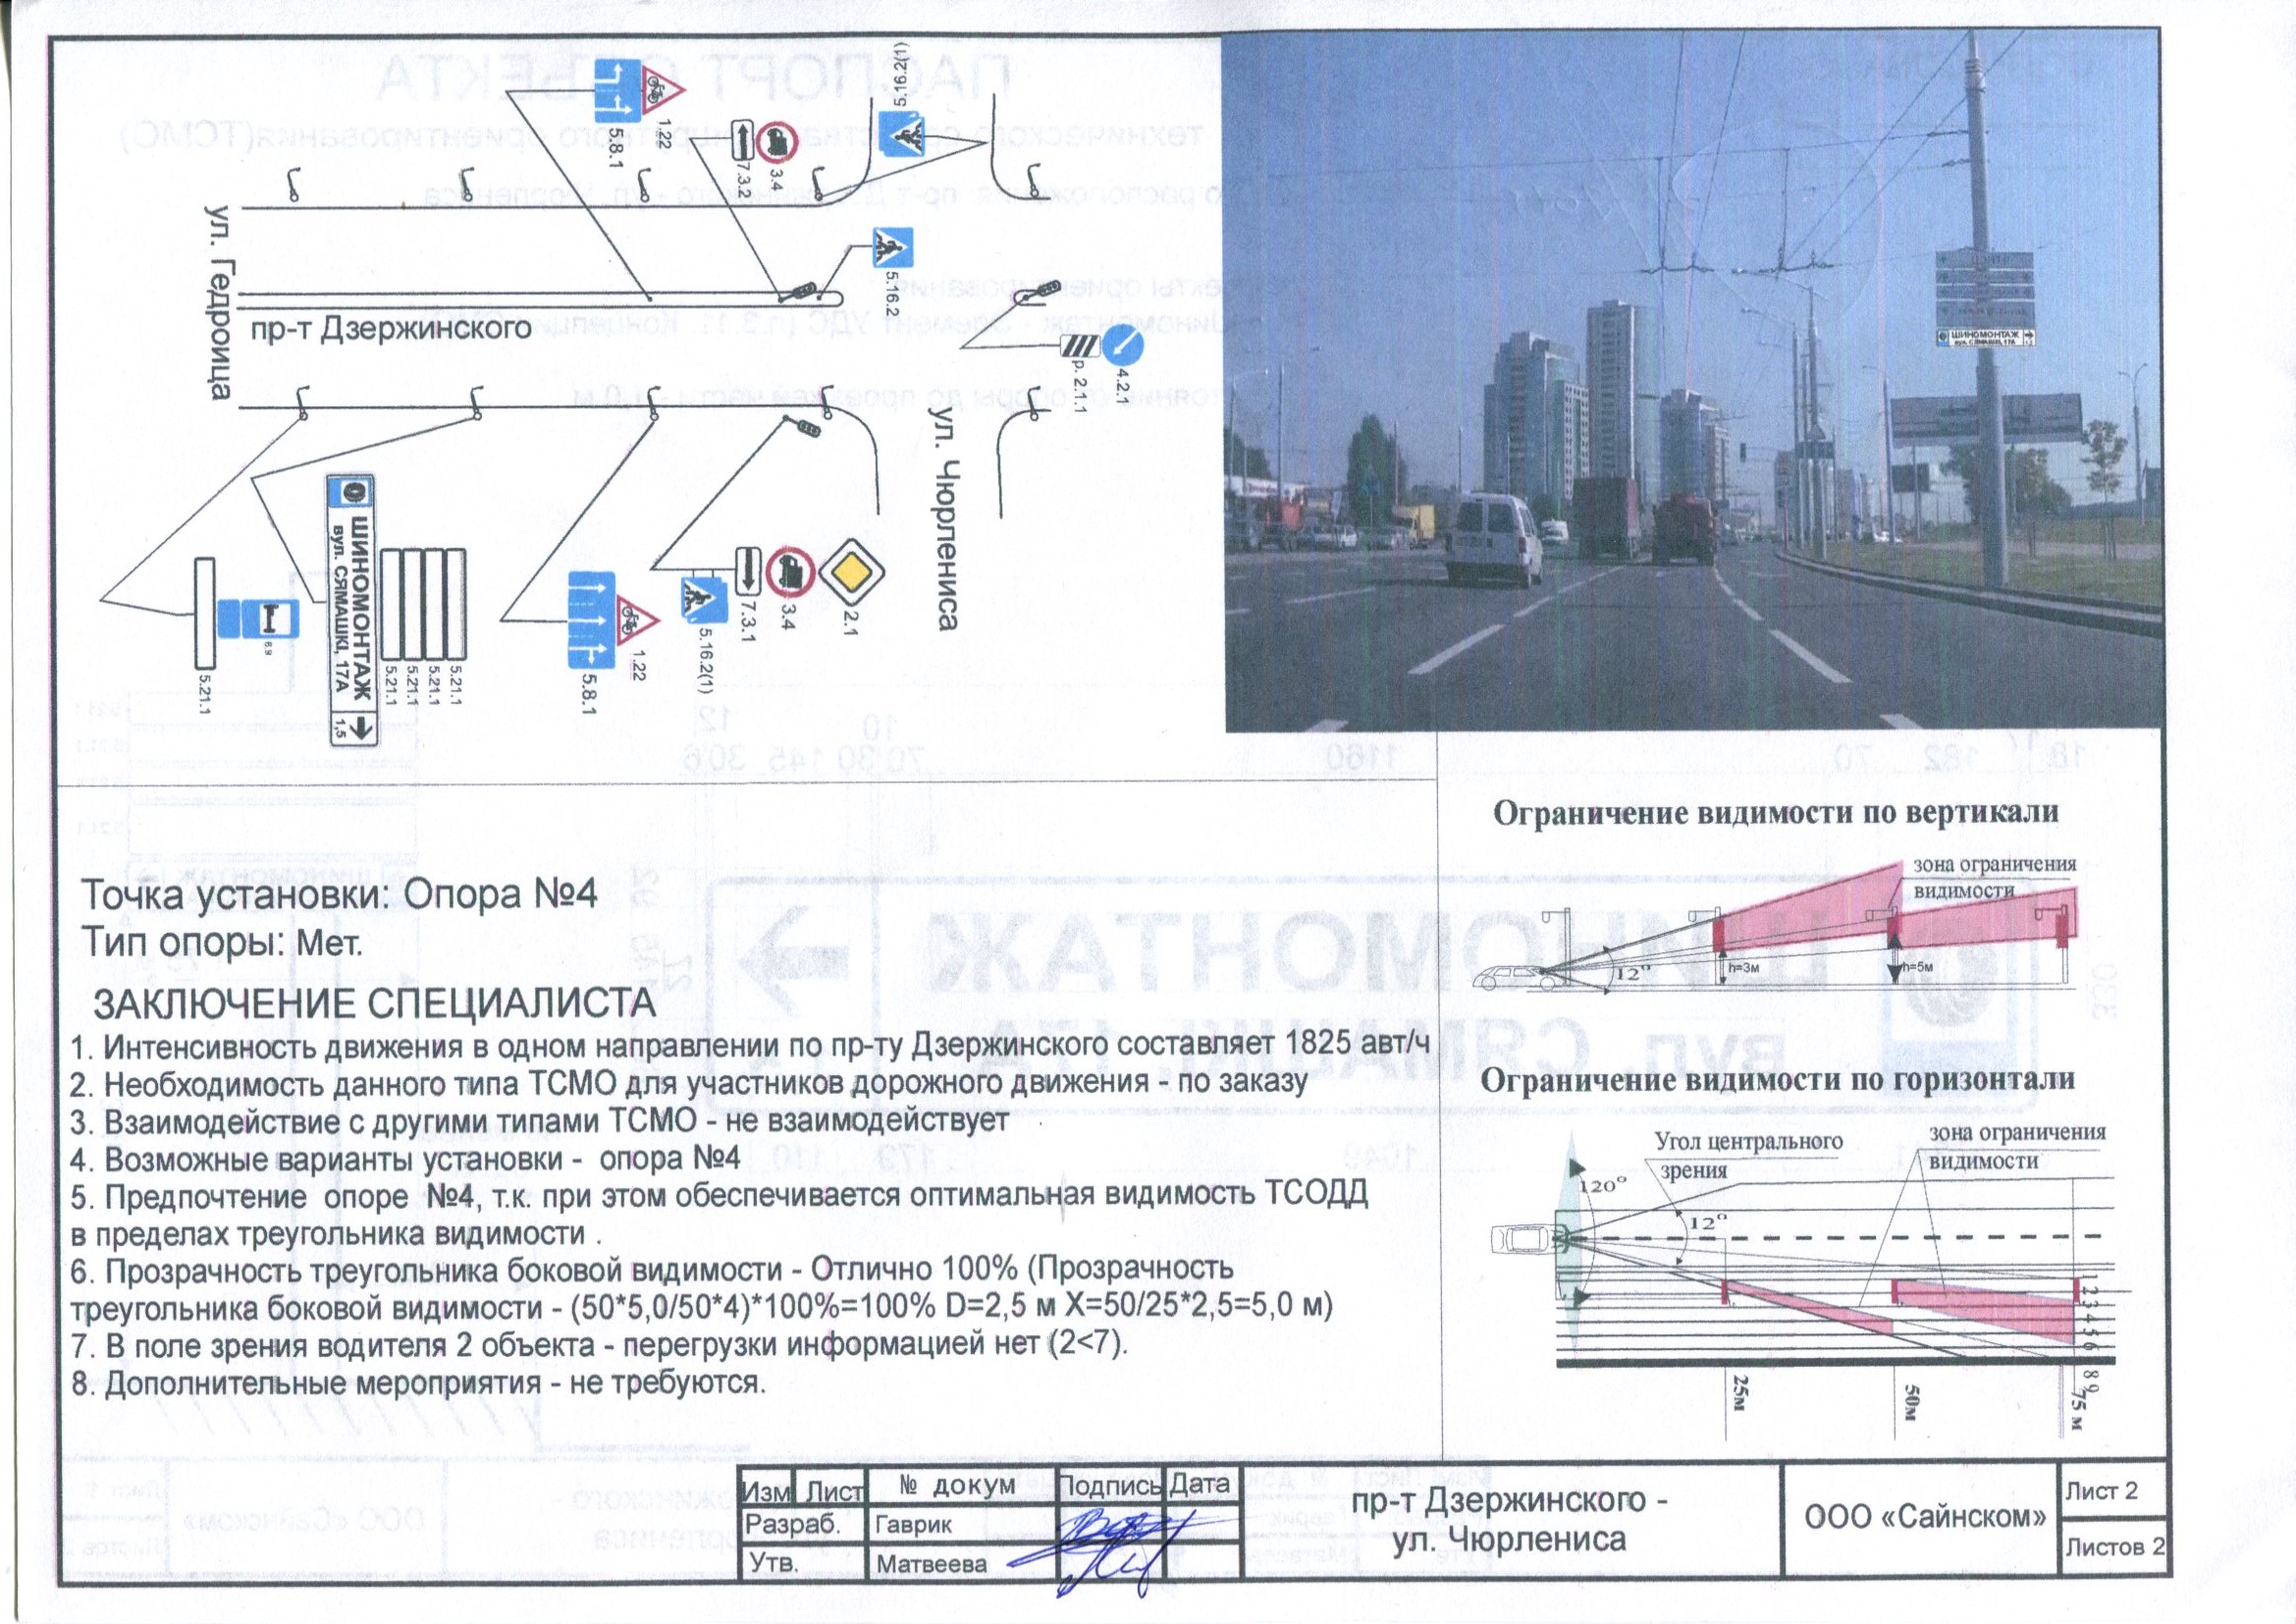 5.8.1
1.22
7.3.2
3.4
5.16.2(1)
5.16.2
ул. Гедроица
пр-т Дзержинского
р. 2.1.1
4.2.1
ул. Чюрлениса
5.21.1
6.9
ШИНОМОНТАЖ
вул. СЯМАШКІ, 17А
1,5
5.21.1
5.21.1
5.21.1
5.21.1
5.8.1
1.22
5.16.2(1)
7.3.1
3.4
2.1
ШИНОМОНТАЖ
вул. СЯМАШКІ, 17А
Точка установки: Опора №4
Тип опоры: Мет.
ЗАКЛЮЧЕНИЕ СПЕЦИАЛИСТА
1. Интенсивность движения в одном направлении по пр-ту Дзержинского составляет 1825 авт/ч
2. Необходимость данного типа ТСМО для участников дорожного движения - по заказу
3. Взаимодействие с другими типами ТСМО - не взаимодействует
4. Возможные варианты установки - опора №4
5. Предпочтение опоре №4, т.к. при этом обеспечивается оптимальная видимость ТСОДД
в пределах треугольника видимости .
6. Прозрачность треугольника боковой видимости - Отлично 100% (Прозрачность
треугольника боковой видимости - (50*5,0/50*4)*100%=100% D=2,5 м X=50/25*2,5=5,0 м)
7. В поле зрения водителя 2 объекта - перегрузки информацией нет (2<7).
8. Дополнительные мероприятия - не требуются.
Ограничение видимости по вертикали
зона ограничения
видимости
12°
h=3м
h=5м
Ограничение видимости по горизонтали
Угол центрального
зрения
зона ограничения
видимости
120°
12°
1 2 3 4 5 6 8 9
25м
50м
75 м
Изм Лист № докум Подпись Дата
Разраб. Гаврик
Утв. Матвеева
пр-т Дзержинского -
ул. Чюрлениса
ООО «Сайнском»
Лист 2
Листов 2